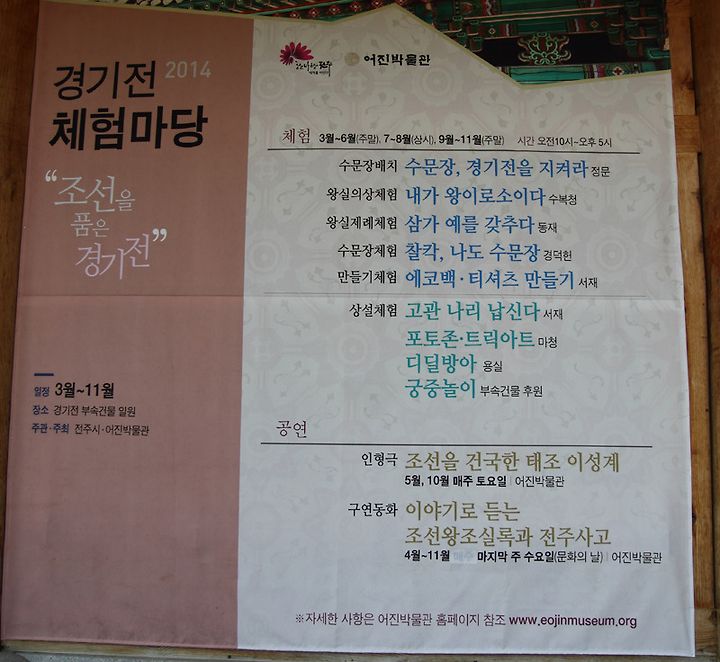 경기전 2014
체험마당
“조선을
품은
경기전”
일정 3월~11월
장소 경기전 부속건물 일원
주관·주최 전주시·어진박물관
어진박물관
체험 3월~6월(주말), 7~8월(상시), 9월~11월(주말) 시간 오전10시~오후 5시
수문장배치 수문장, 경기전을 지켜라 정문
왕실의상체험 내가 왕이로소이다 수복청
왕실제례체험 삼가 예를 갖추다 동재
수문장체험 찰칵, 나도 수문장 경덕헌
만들기체험 에코백·티셔츠 만들기 서재
상설체험 고관 나리 납신다 서재
포토존·트릭아트 마청
디딜방아 용실
궁중놀이 부속건물 후원
공연
인형극 조선을 건국한 태조 이성계
5월, 10월 매주 토요일 | 어진박물관
구연동화 이야기로 듣는
조선왕조실록과 전주사고
4월~11월 매주 마지막 주 수요일(문화의 날) | 어진박물관
※자세한 사항은 어진박물관 홈페이지 참조 www.eojinmuseum.org